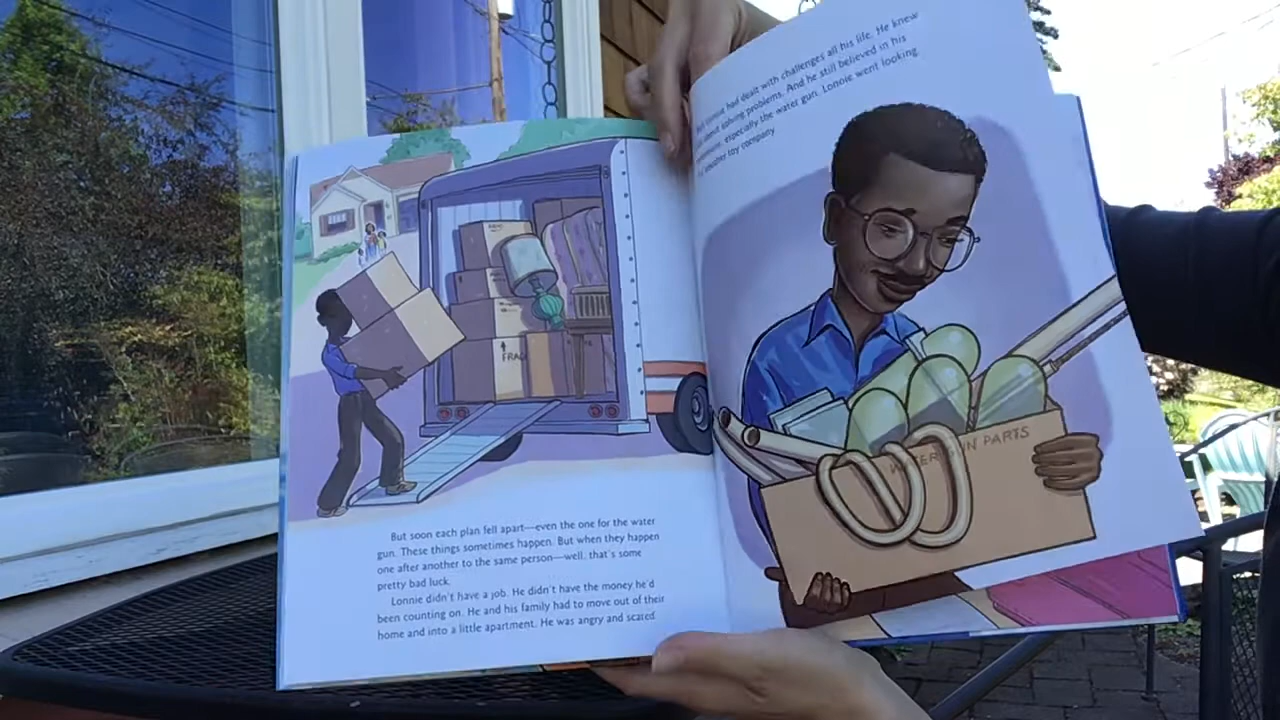 FRAG
But soon each plan fell apart—even the one for the water
gun. These things sometimes happen. But when they happen
one after another to the same person—well, that's some
pretty bad luck.
Lonnie didn't have a job. He didn't have the money he'd
been counting on. He and his family had to move out of their
home and into a little apartment. He was angry and scared.
had dealt with challenges all his life. He knew
about solving problems. And he still believed in his
especially the water gun. Lonnie went looking
for another toy company.
WATER GUN PARTS